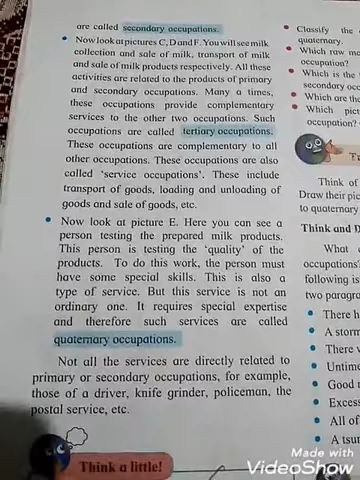 are called secondary occupations.
Now look at pictures C, D and F. You will see milk
collection and sale of milk, transport of milk
and sale of milk products respectively. All these
activities are related to the products of primary
and secondary occupations. Many a times,
these occupations provide complementary
services to the other two occupations. Such
occupations are called tertiary occupations.
These occupations are complementary to all
other occupations. These occupations are also
called 'service occupations'. These include
transport of goods, loading and unloading of
goods and sale of goods, etc.
Now look at picture E. Here you can see a
person testing the prepared milk products.
This person is testing the 'quality' of the
products. To do this work, the person must
have some special skills. This is also a
type of service. But this service is not an
ordinary one. It requires special expertise
and therefore such services are called
quaternary occupations.
Not all the services are directly related to
primary or secondary occupations, for example,
those of a driver, knife grinder, policeman, the
postal service, etc.
Think a little!
Classify the
quaternary.
Which raw
occupation?
Which is the
secondary
Which are the
Which
occupation?
Think of
Draw their
to quaternary
Think and
What
occupations?
following is
two
There
A storm
There
Good
Excess
All of
A
Made with
VideoShow